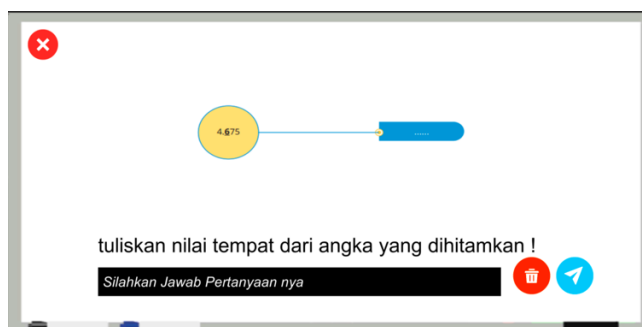 4.675
......
tuliskan nilai tempat dari angka yang dihitamkan !
Silahkan Jawab Pertanyaan nya